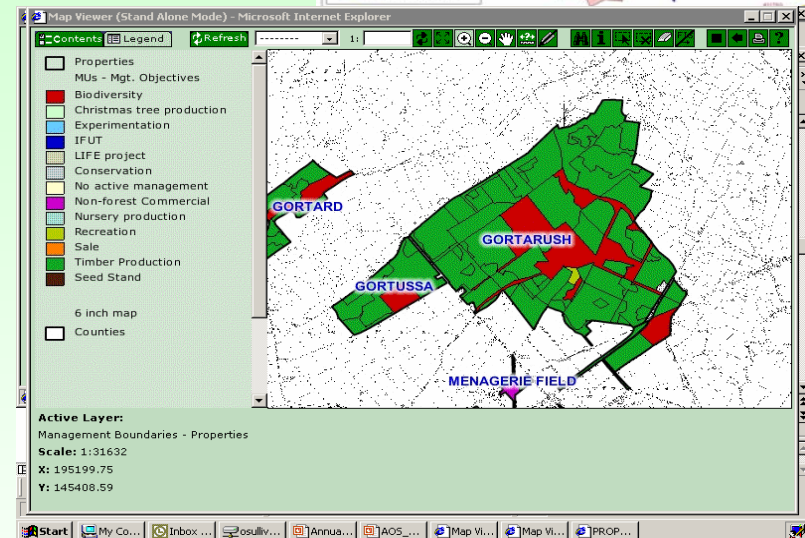 Map Viewer (Stand Alone Mode) - Microsoft Internet Explorer
Contents Legend Refresh -------- 1:
Properties
MUs - Mgt. Objectives
Biodiversity
Christmas tree production
Experimentation
IFUT
LIFE project
Conservation
No active management
Non-forest Commercial
Nursery production
Recreation
Sale
Timber Production
Seed Stand
6 inch map
Counties
GORTARD
GORTARUSH
GORTUSSA
MENAGERIE FIELD
Active Layer:
Management Boundaries - Properties
Scale: 1:31632
X: 195199.75
Y: 145408.59
Start My Co... Inbox ... osulliv... Annua... AOS_... Map Vi... Map Vi... PROP...